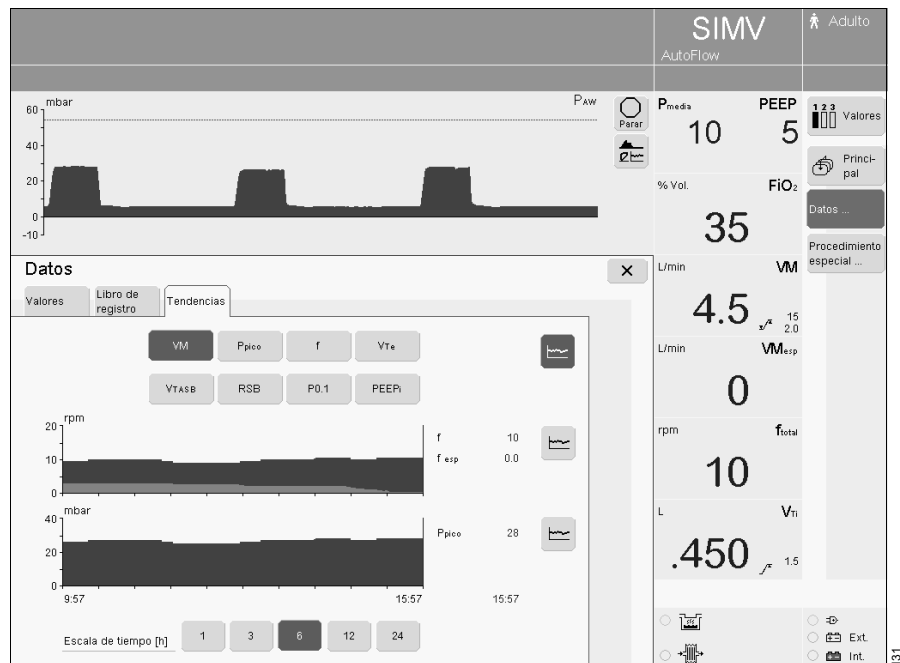 SIMV
AutoFlow
Adulto
mbar
PAW
60
40
20
0
-10
Parar
Pmedia
PEEP
10
5
% Vol.
FiO2
35
L/min
VM
4.5
15
2.0
L/min
VMesp
0
rpm
ftotal
10
L
VTi
.450
1.5
1 2 3
Valores
Princi-
pal
Datos ...
Procedimiento
especial ...
Datos
Valores
Libro de
registro
Tendencias
VM
Ppico
f
VTe
VTASB
RSB
P0.1
PEEPi
rpm
20
10
0
f 10
f esp 0.0
mbar
40
20
0
Ppico 28
9:57
15:57
15:57
Escala de tiempo [h]
1
3
6
12
24
Ext.
Int.
31